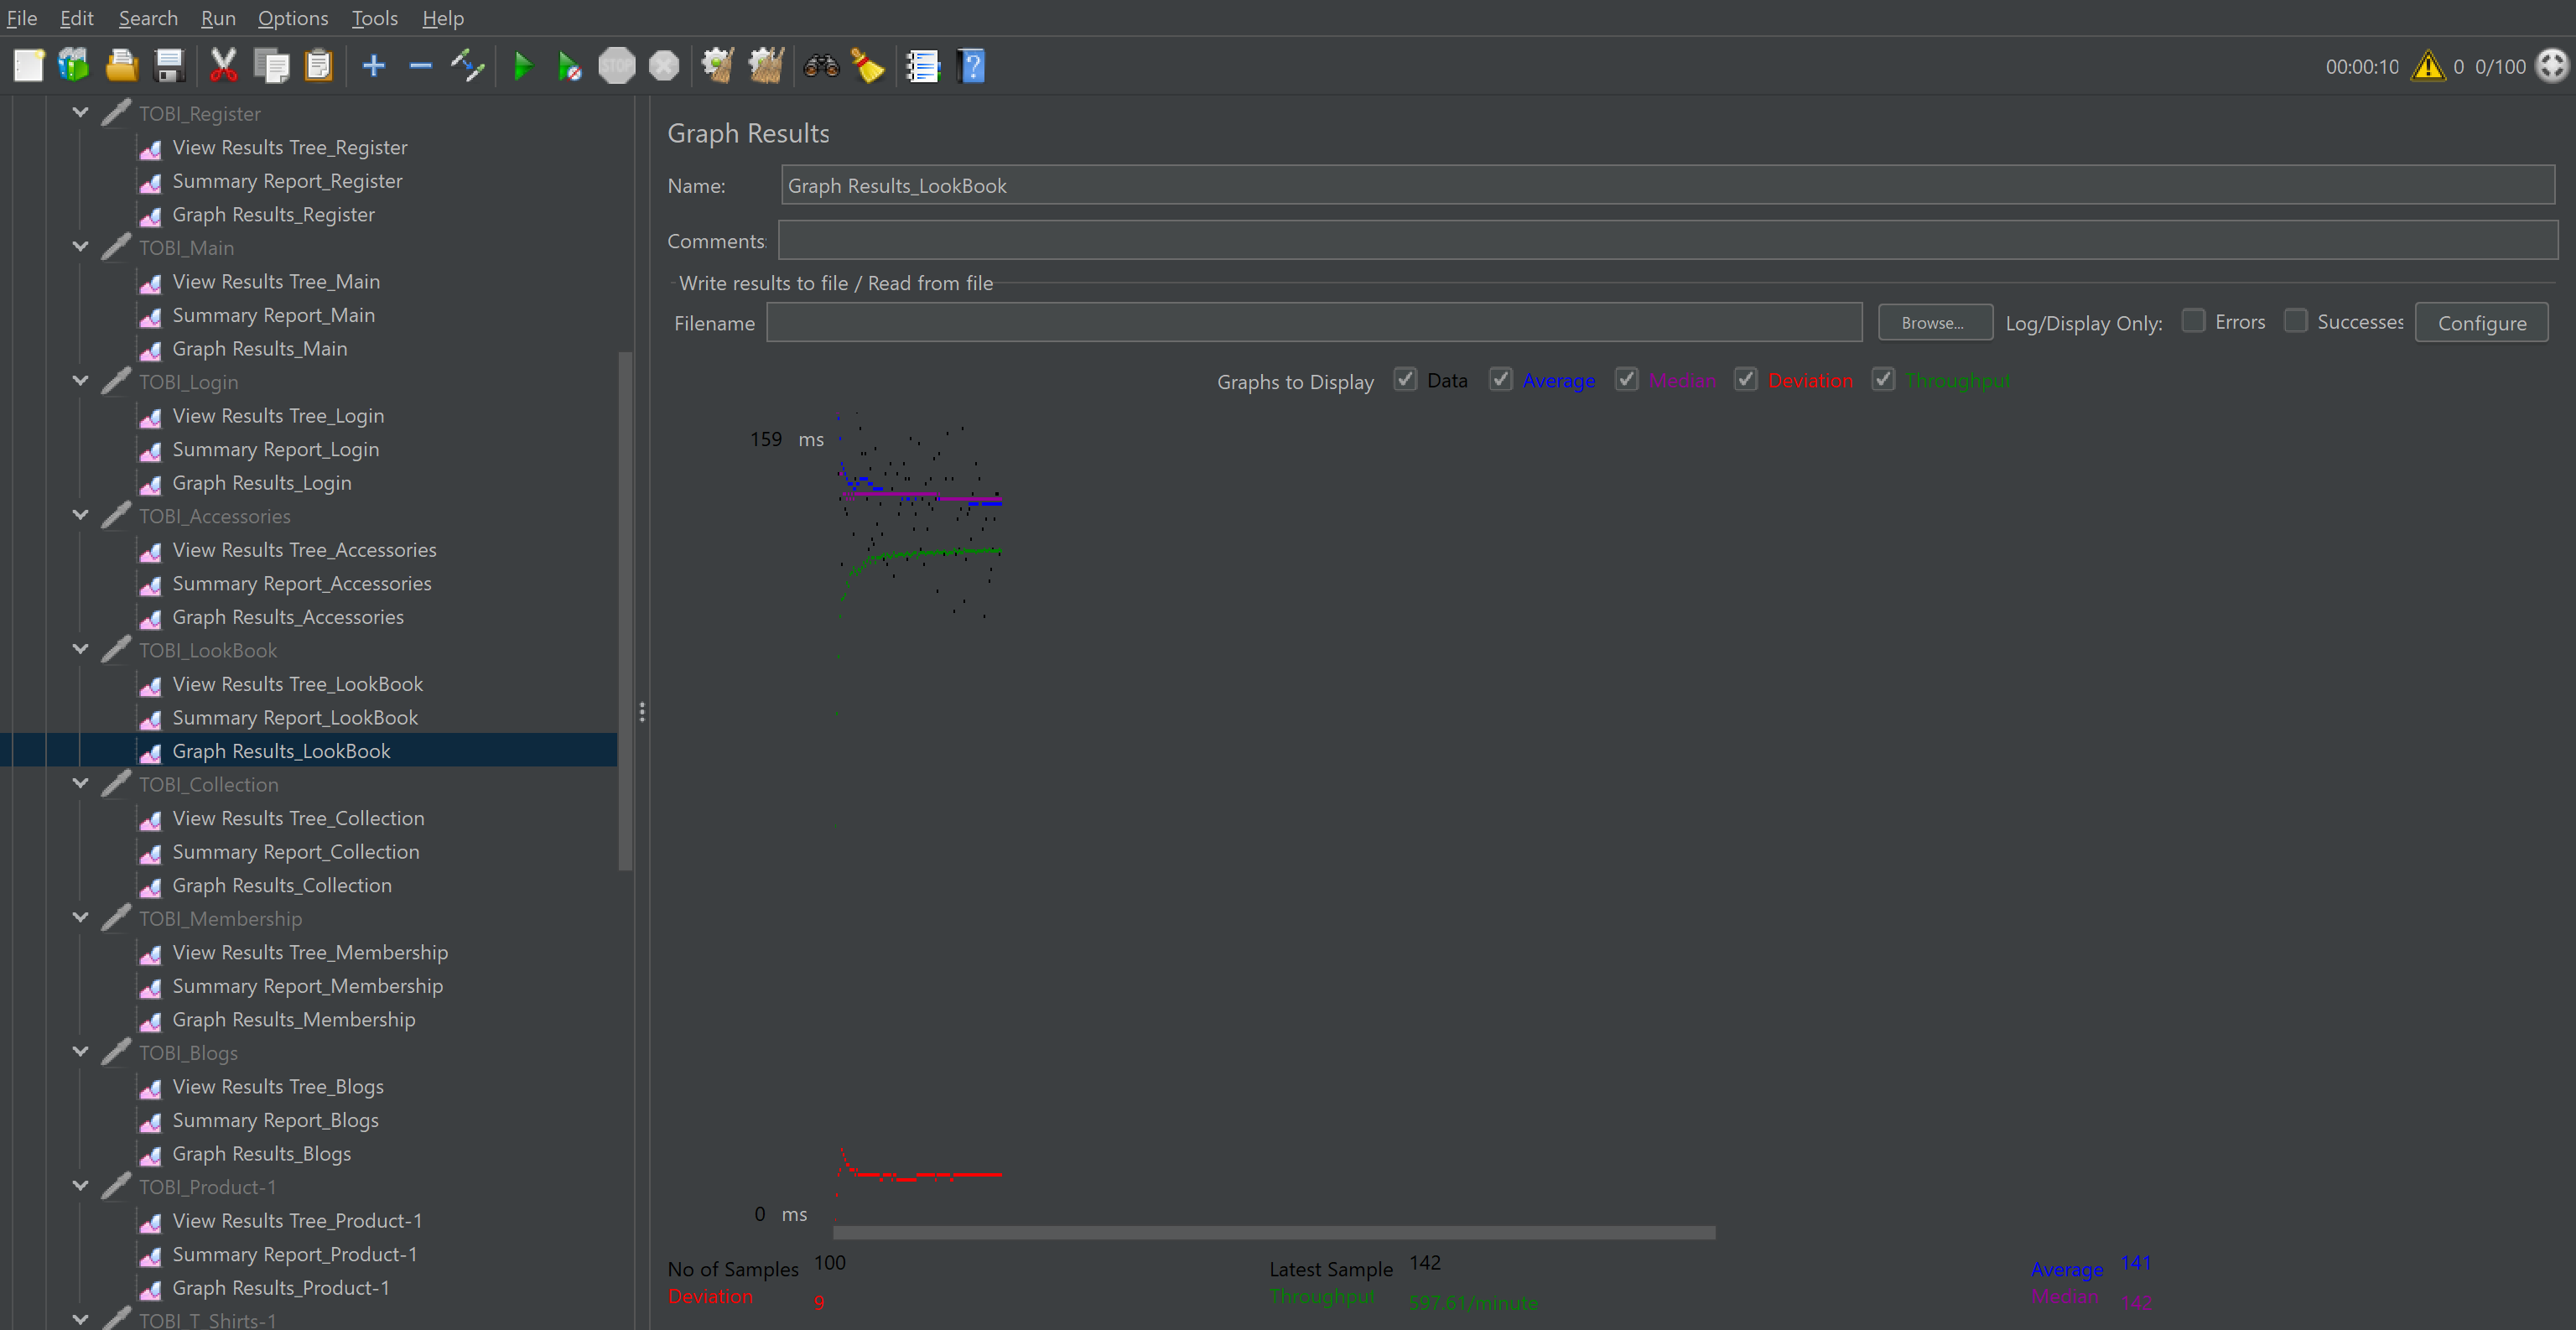 File Edit Search Run Options Tools Help
STOP
00:00:10 0 0/100
TOBI_Register
View Results Tree_Register
Summary Report_Register
Graph Results_Register
TOBI_Main
View Results Tree_Main
Summary Report_Main
Graph Results_Main
TOBI_Login
View Results Tree_Login
Summary Report_Login
Graph Results_Login
TOBI_Accessories
View Results Tree_Accessories
Summary Report_Accessories
Graph Results_Accessories
TOBI_LookBook
View Results Tree_LookBook
Summary Report_LookBook
Graph Results_LookBook
TOBI_Collection
View Results Tree_Collection
Summary Report_Collection
Graph Results_Collection
TOBI_Membership
View Results Tree_Membership
Summary Report_Membership
Graph Results_Membership
TOBI_Blogs
View Results Tree_Blogs
Summary Report_Blogs
Graph Results_Blogs
TOBI_Product-1
View Results Tree_Product-1
Summary Report_Product-1
Graph Results_Product-1
TOBI_T_Shirts-1
Graph Results
Name: Graph Results_LookBook
Comments:
Write results to file / Read from file
Filename Browse... Log/Display Only: Errors Successes Configure
Graphs to Display Data Average Median Deviation Throughput
159 ms
0 ms
No of Samples 100 Latest Sample 142 Average 141
Deviation 9 Throughput 597.61/minute Median 142